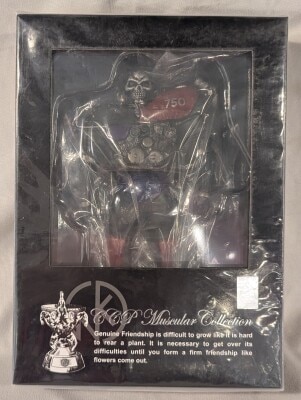 750
CCP Muscular Collection
Genuine Friendship is difficult to grow like it is hard
to rear a plant. It is necessary to get over its
difficulties until you form a firm friendship like
flowers come out.